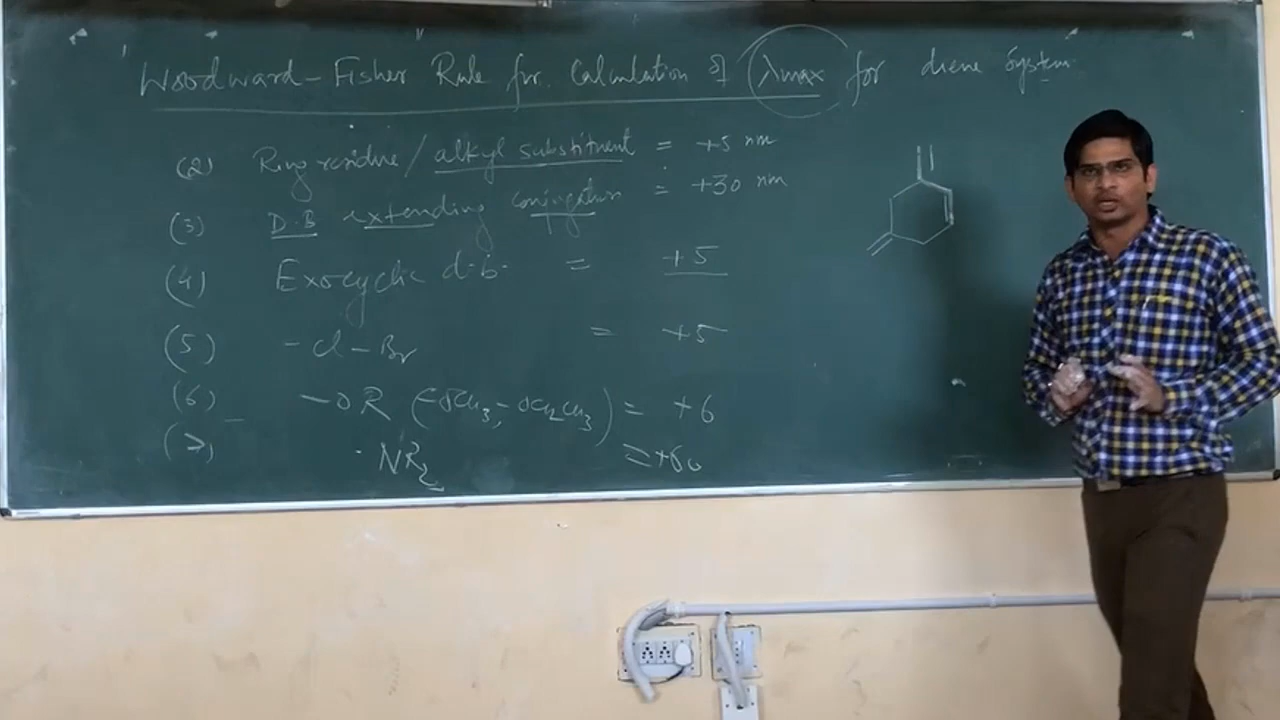 Woodward-Fisher Rule for. Calculation of λmax for diene system
(2) Ring residue/alkyl substituent = +5 nm
(3) D.B extending conjugation = +30 nm
(4) Exocyclic d.b. = +5
(5) -Cl -Br = +5
(6) -OR (-OCH3, -OCH2CH3) = +6
(7) NR2 = +60